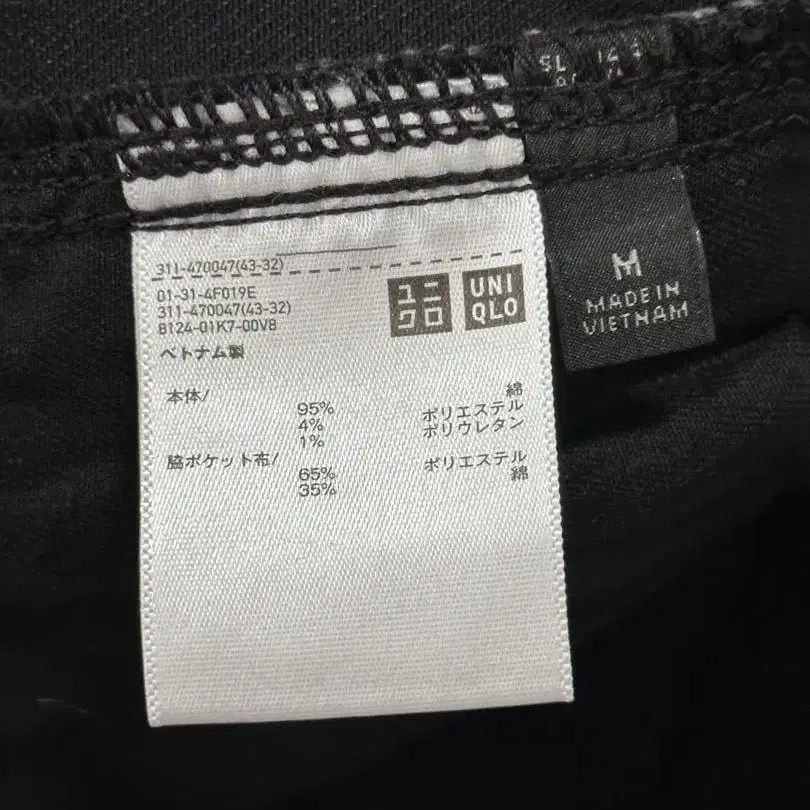 311-470047(43-32)
01-31-4F019E
311-470047(43-32)
8124-01K7-00V8
ベトナム製
ユニ
クロ
UNI
QLO
本体/
綿 95%
ポリエステル 4%
ポリウレタン 1%
脇ポケット布/
ポリエステル 65%
綿 35%
M
MADE IN
VIETNAM